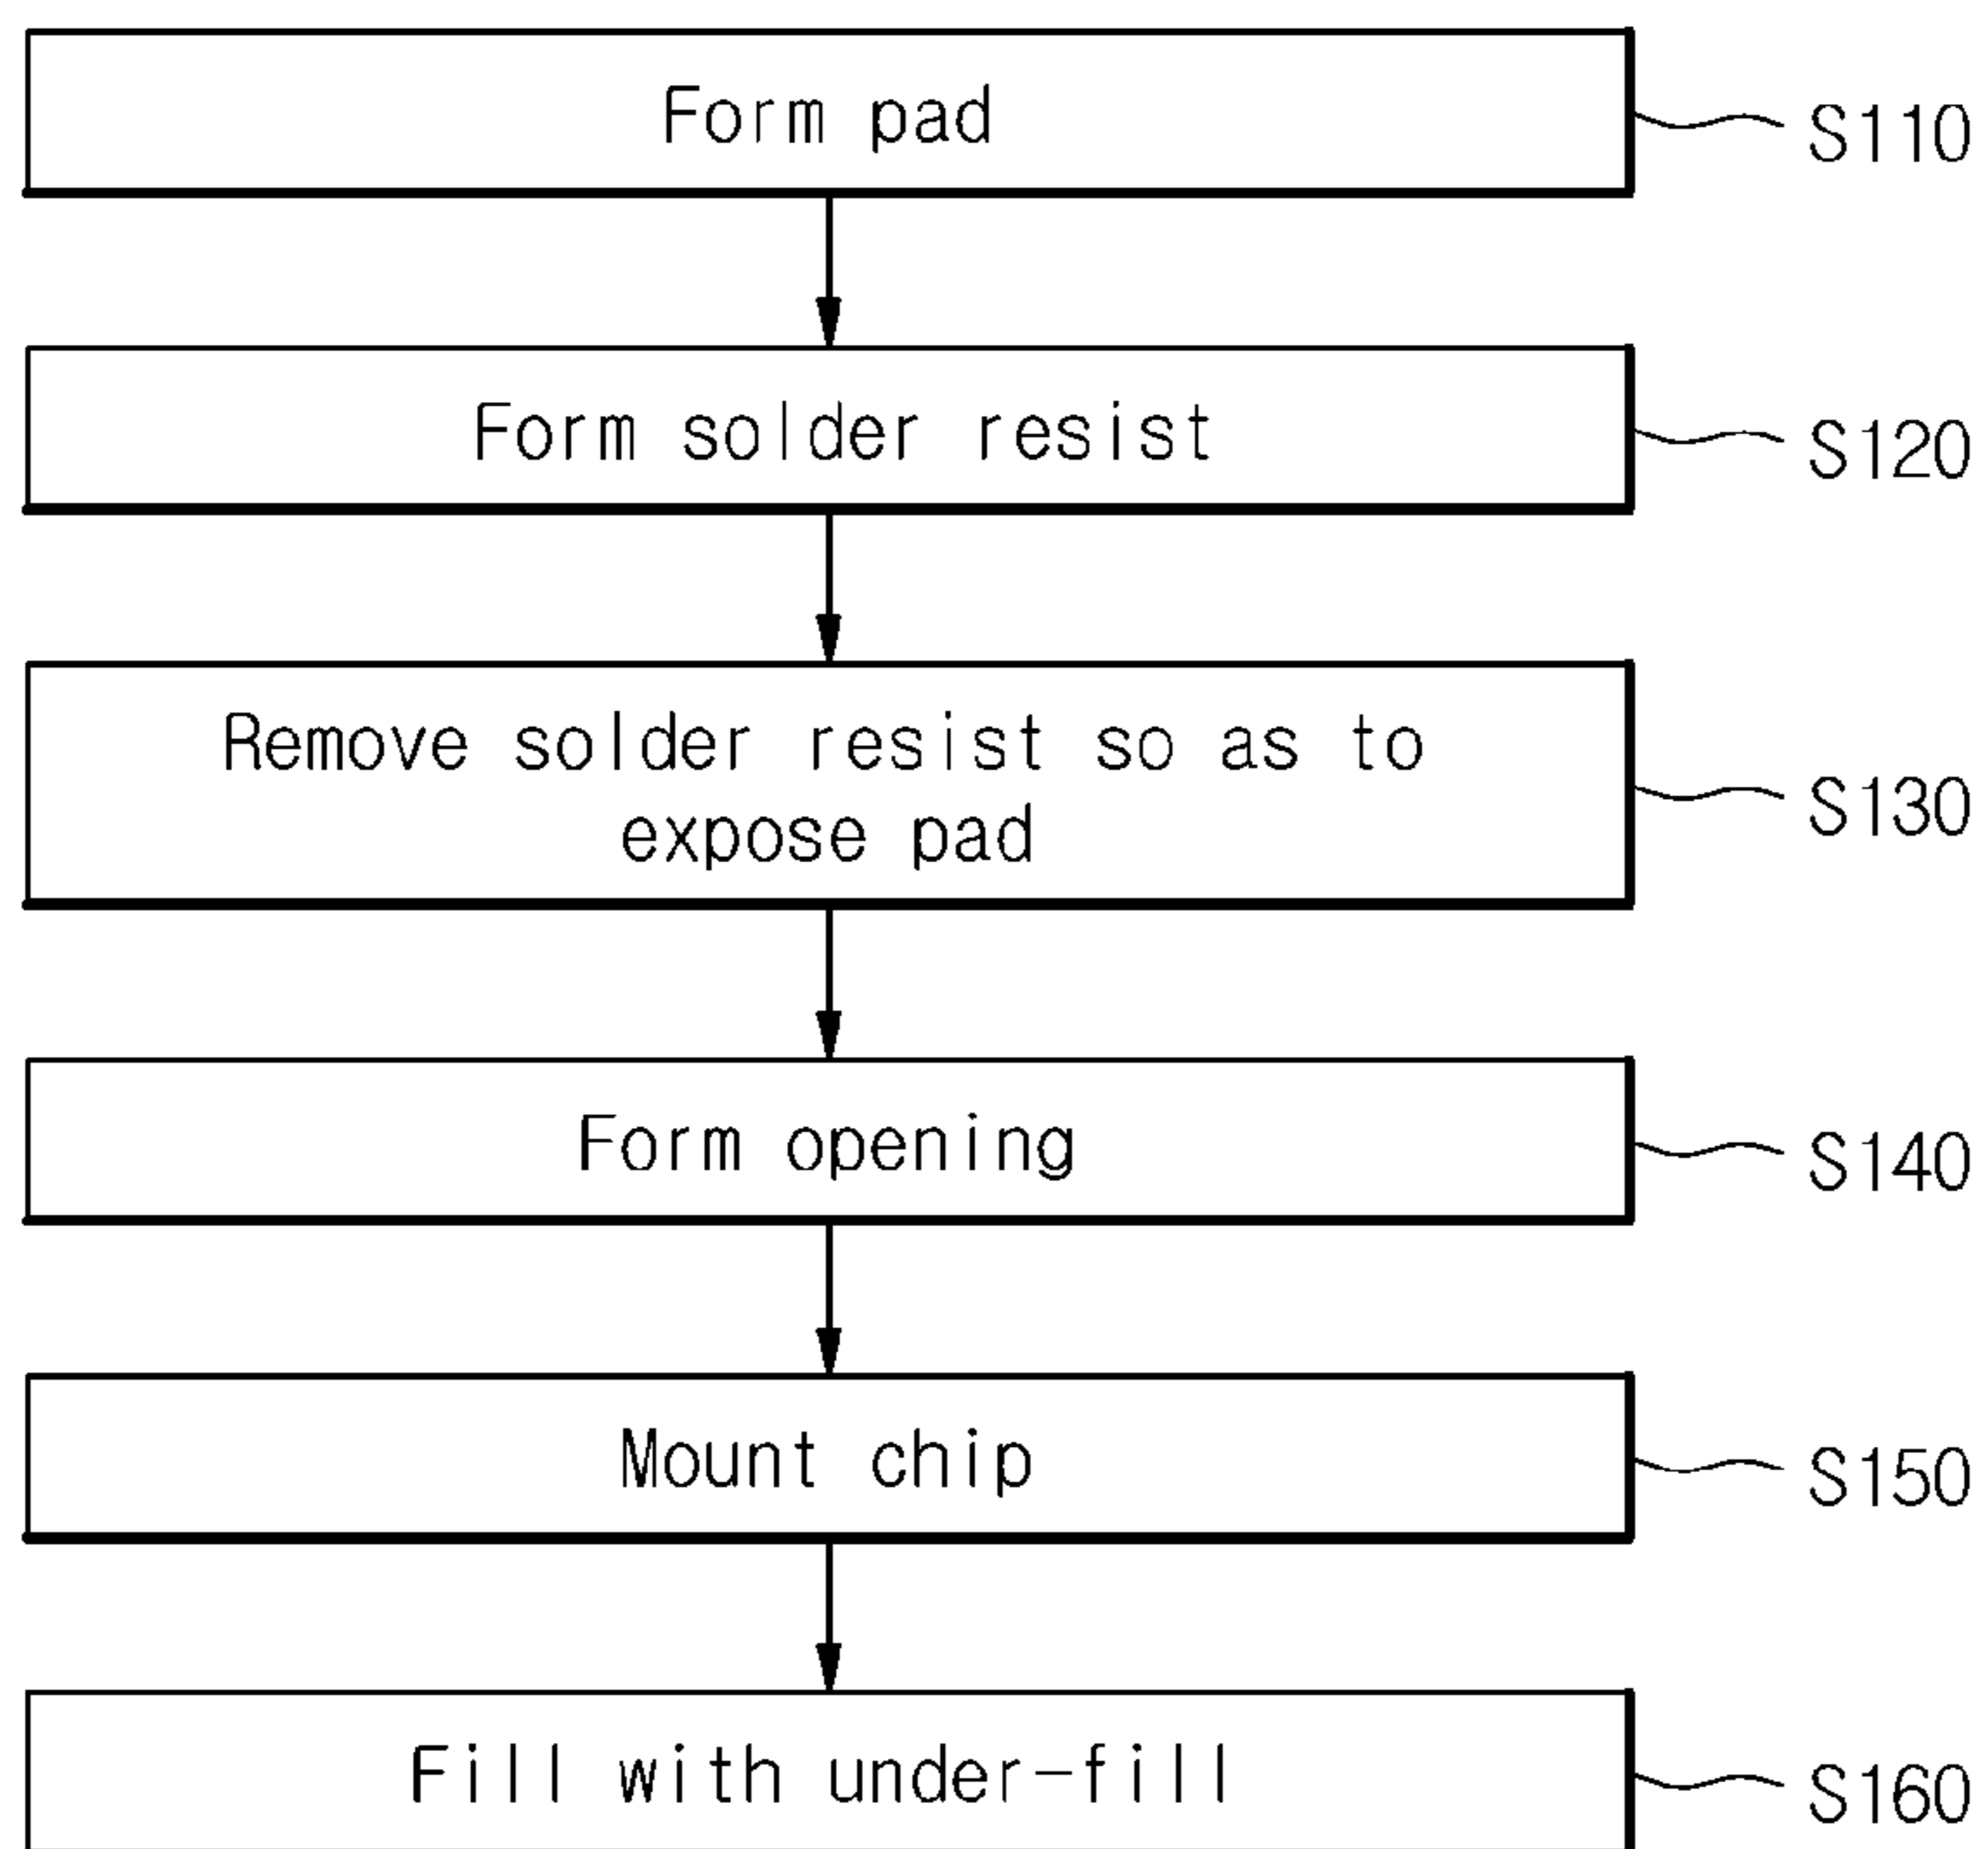 Form pad
S110
Form solder resist
S120
Remove solder resist so as to
expose pad
S130
Form opening
S140
Mount chip
S150
Fill with under-fill
S160